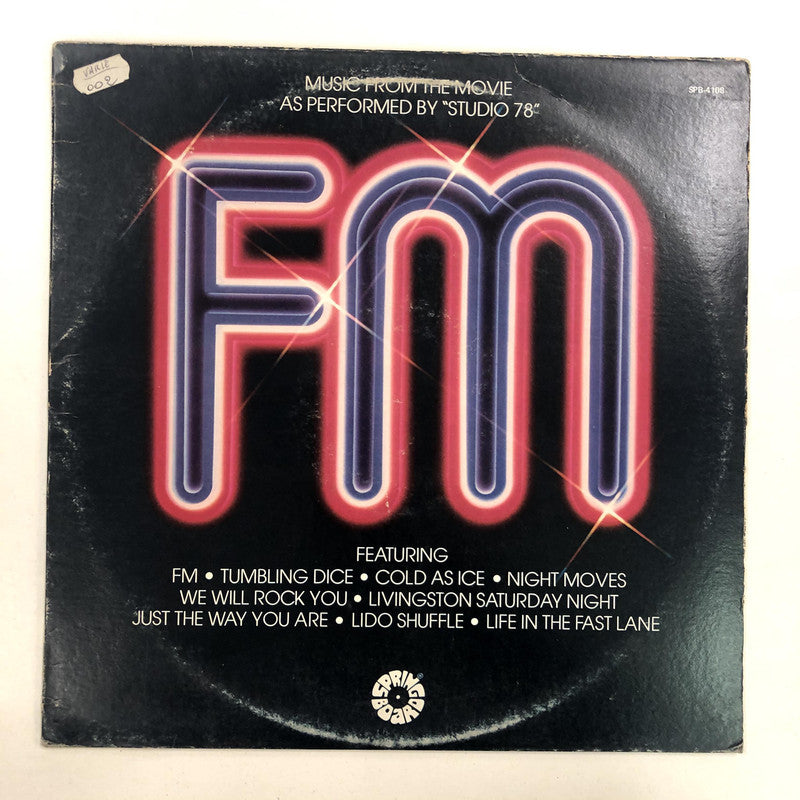 VARIE
002
MUSIC FROM THE MOVIE
AS PERFORMED BY "STUDIO 78"
SPB-4108
FM
FEATURING
FM • TUMBLING DICE • COLD AS ICE • NIGHT MOVES
WE WILL ROCK YOU • LIVINGSTON SATURDAY NIGHT
JUST THE WAY YOU ARE • LIDO SHUFFLE • LIFE IN THE FAST LANE
SPRING
BOARD